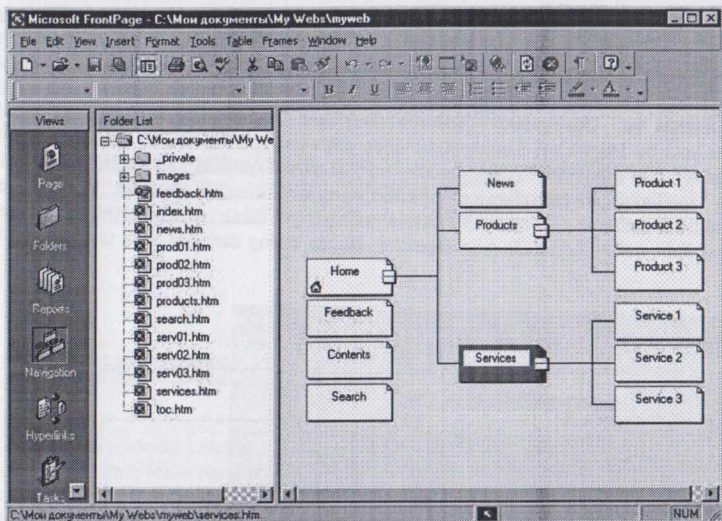 Microsoft FrontPage - C:\Мои документы\My Webs\myweb
File Edit View Insert Format Tools Table Frames Window Help
B I U
A
Views
Page
Folders
Reports
Navigation
Hyperlinks
Tasks
Folder List
C:\Мои документы\My We
_private
images
feedback.htm
index.htm
news.htm
prod01.htm
prod02.htm
prod03.htm
products.htm
search.htm
serv01.htm
serv02.htm
serv03.htm
services.htm
toc.htm
Home
Feedback
Contents
Search
News
Products
Services
Product 1
Product 2
Product 3
Service 1
Service 2
Service 3
C:\Мои документы\My Webs\myweb\services.htm
NUM